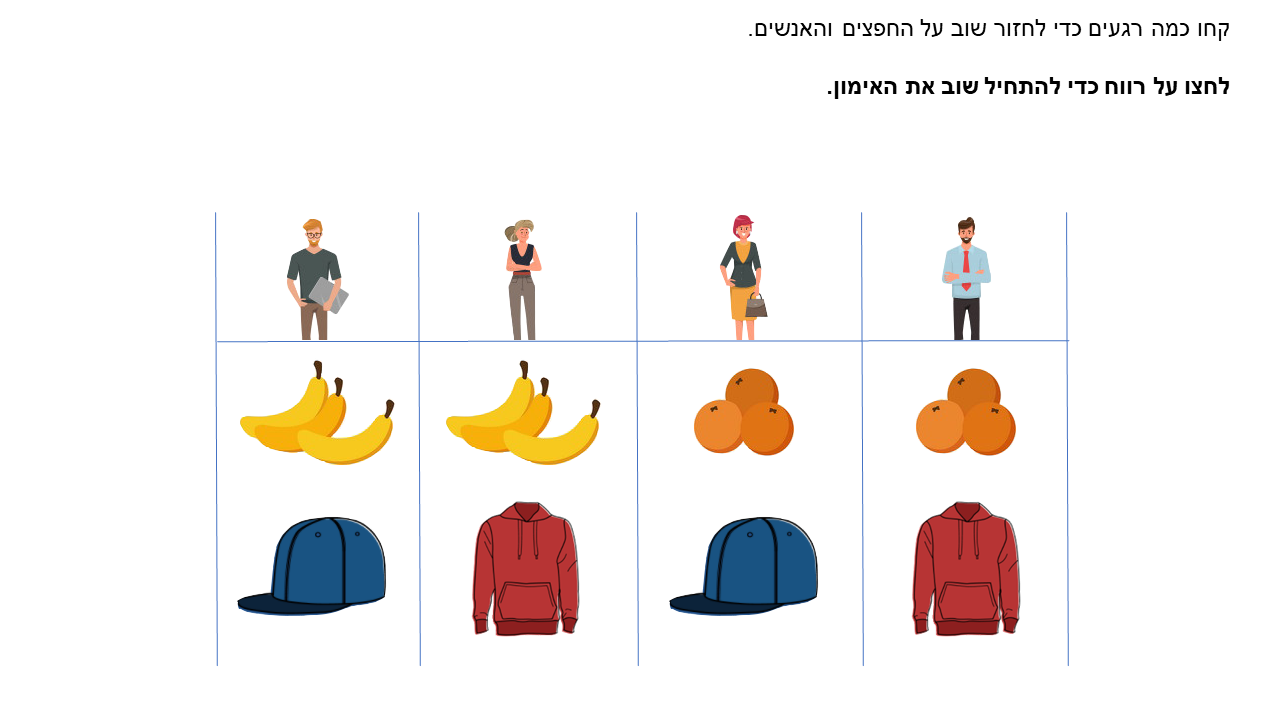 קחו כמה רגעים כדי לחזור שוב על החפצים והאנשים.
לחצו על רווח כדי להתחיל שוב את האימון.